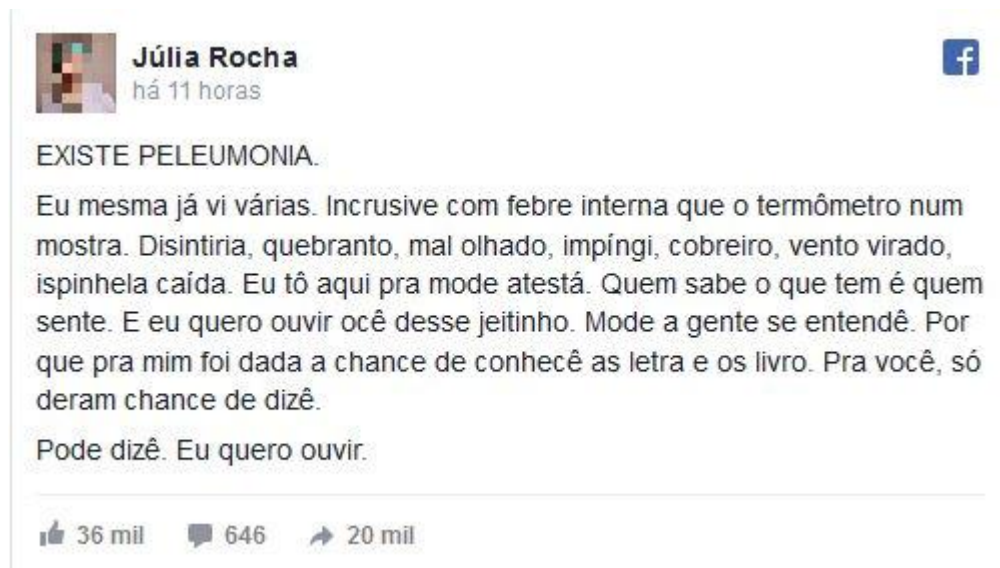 Júlia Rocha
há 11 horas
EXISTE PELEUMONIA.
Eu mesma já vi várias. Incrusive com febre interna que o termômetro num
mostra. Disintiria, quebranto, mal olhado, impíngi, cobreiro, vento virado,
ispinhela caída. Eu tô aqui pra mode atestá. Quem sabe o que tem é quem
sente. E eu quero ouvir ocê desse jeitinho. Mode a gente se entendê. Por
que pra mim foi dada a chance de conhecê as letra e os livro. Pra você, só
deram chance de dizê.
Pode dizê. Eu quero ouvir.
36 mil 646 20 mil